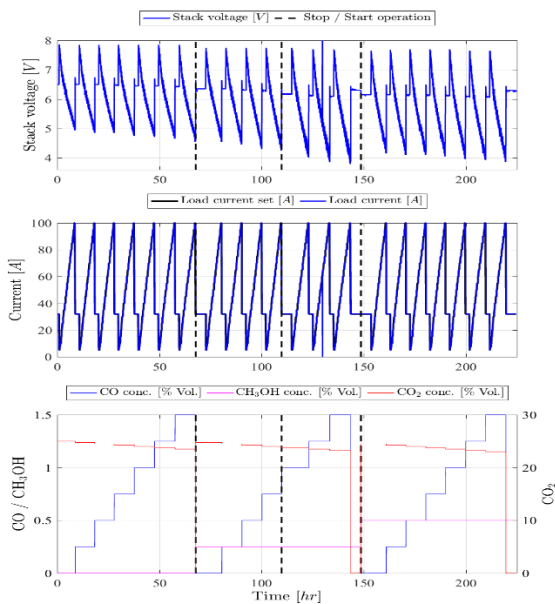 Stack voltage [V] Stop / Start operation
8
7
6
5
4
Stack voltage [V]
0 50 100 150 200
Load current set [A] Load current [A]
100
80
60
40
20
0
Current [A]
0 50 100 150 200
CO conc. [% Vol.] CH₃OH conc. [% Vol.] CO₂ conc. [% Vol.]
1.5
1
0.5
0
CO / CH₃OH
30
20
10
0
CO₂
0 50 100 150 200
Time [hr]